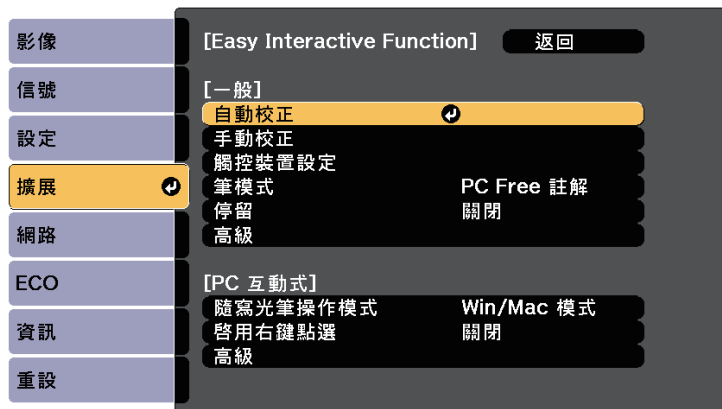 影像
信號
設定
擴展
網路
ECO
資訊
重設
[Easy Interactive Function] 返回
[一般]
自動校正
手動校正
觸控裝置設定
筆模式 PC Free 註解
停留 關閉
高級
[PC 互動式]
隨寫光筆操作模式 Win/Mac 模式
啓用右鍵點選 關閉
高級